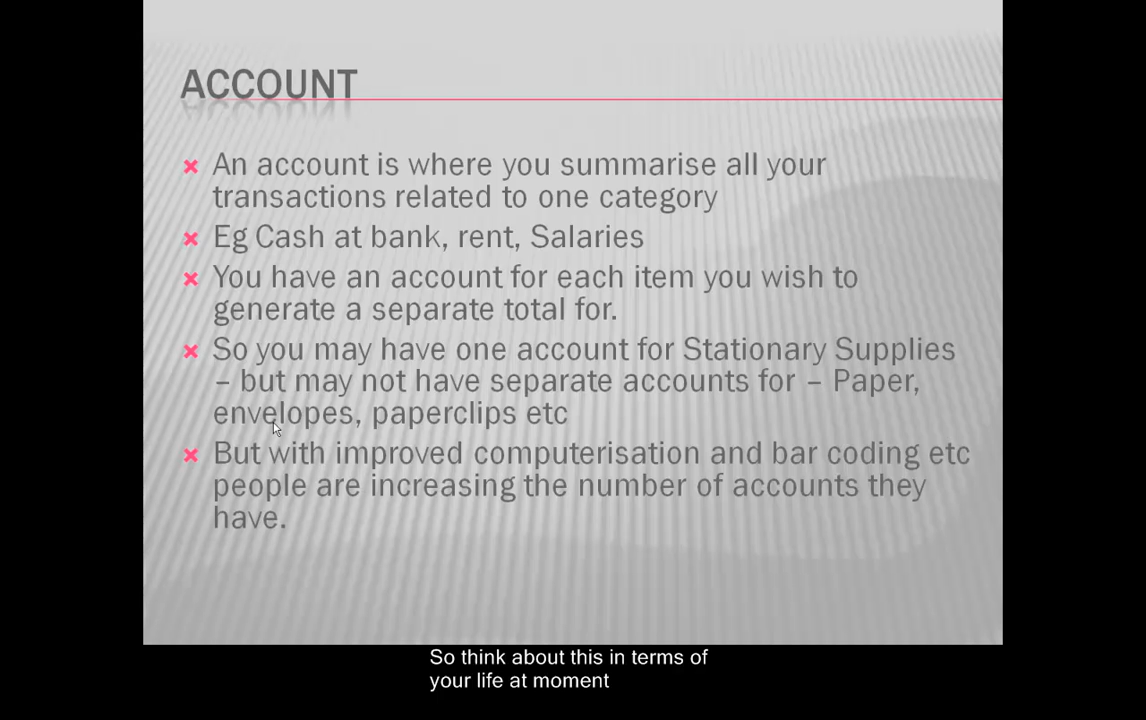 ACCOUNT
An account is where you summarise all your
transactions related to one category
Eg Cash at bank, rent, Salaries
You have an account for each item you wish to
generate a separate total for.
So you may have one account for Stationary Supplies
– but may not have separate accounts for – Paper,
envelopes, paperclips etc
But with improved computerisation and bar coding etc
people are increasing the number of accounts they
have.
So think about this in terms of
your life at moment